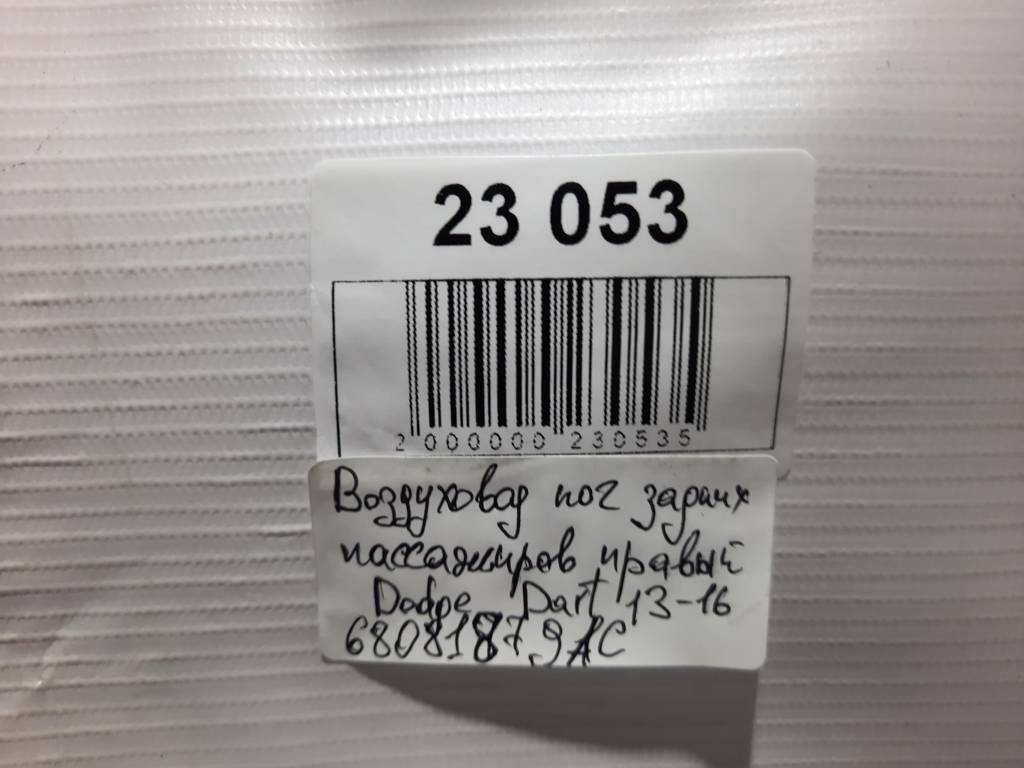 23 053
2 000000 230535
Воздуховод ног задних
пассажиров правый
Dodge Dart 13-16
68081879AC